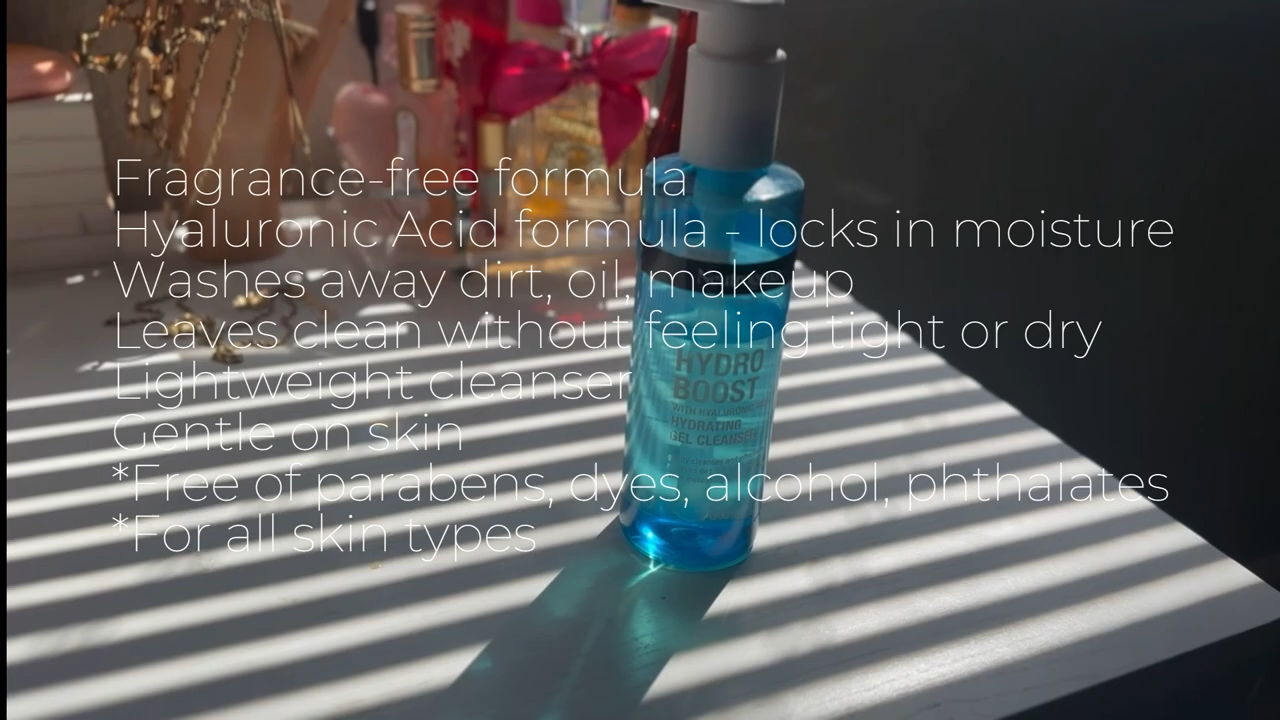 Fragrance-free formula
Hyaluronic Acid formula - locks in moisture
Washes away dirt, oil, makeup
Leaves clean without feeling tight or dry
Lightweight cleanser
Gentle on skin
*Free of parabens, dyes, alcohol, phthalates
*For all skin types
HYDRO
BOOST
WITH HYALURONIC
HYDRATING
GEL CLEANSER